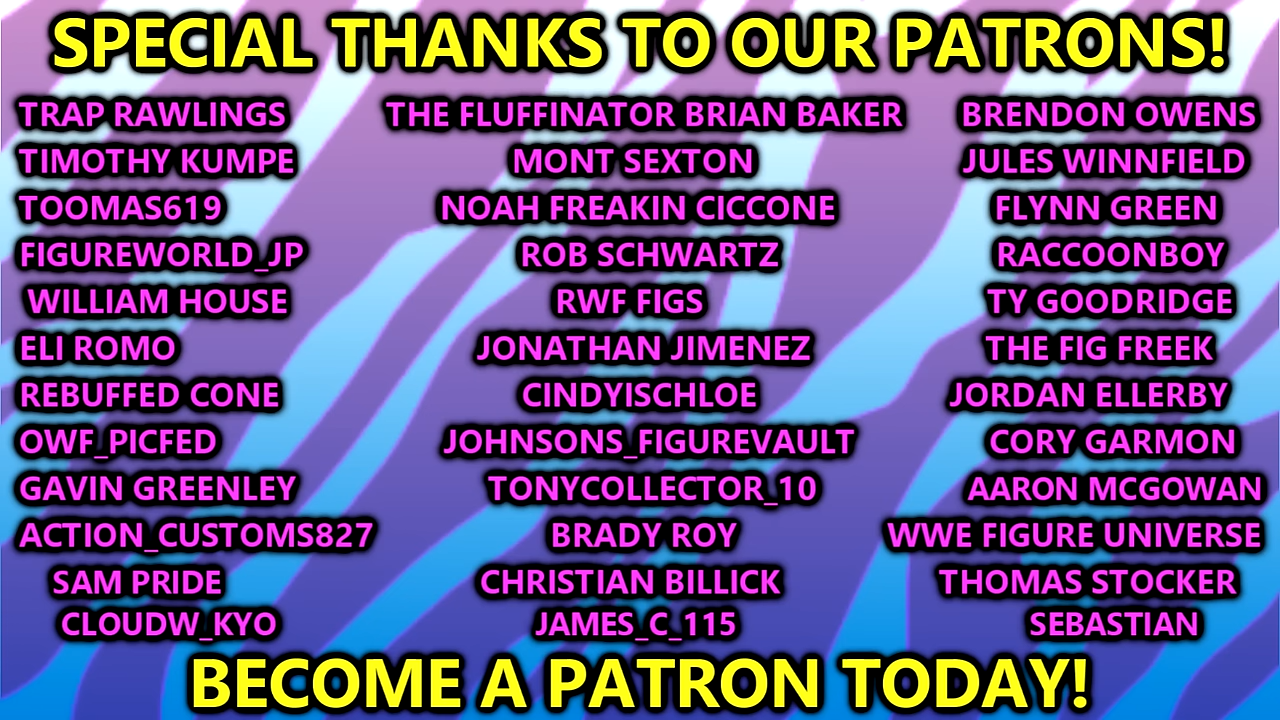 SPECIAL THANKS TO OUR PATRONS!
TRAP RAWLINGS THE FLUFFINATOR BRIAN BAKER BRENDON OWENS
TIMOTHY KUMPE MONT SEXTON JULES WINNFIELD
TOOMAS619 NOAH FREAKIN CICCONE FLYNN GREEN
FIGUREWORLD_JP ROB SCHWARTZ RACCOONBOY
WILLIAM HOUSE RWF FIGS TY GOODRIDGE
ELI ROMO JONATHAN JIMENEZ THE FIG FREEK
REBUFFED CONE CINDYISCHLOE JORDAN ELLERBY
OWF_PICFED JOHNSONS_FIGUREVAULT CORY GARMON
GAVIN GREENLEY TONYCOLLECTOR_10 AARON MCGOWAN
ACTION_CUSTOMS827 BRADY ROY WWE FIGURE UNIVERSE
SAM PRIDE CHRISTIAN BILLICK THOMAS STOCKER
CLOUDW_KYO JAMES_C_115 SEBASTIAN
BECOME A PATRON TODAY!